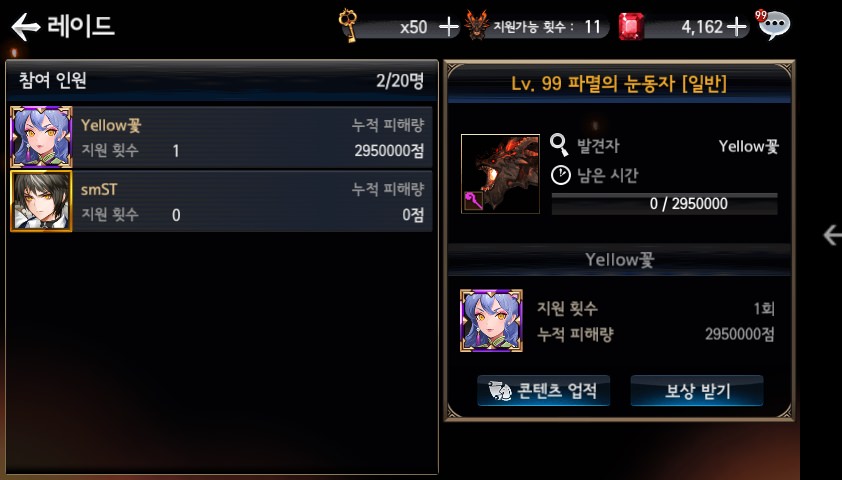 레이드
x50
지원가능 횟수 : 11
4,162
99
참여 인원
2/20명
Yellow꽃
누적 피해량
지원 횟수 1
2950000점
smST
누적 피해량
지원 횟수 0
0점
Lv. 99 파멸의 눈동자 [일반]
발견자
Yellow꽃
남은 시간
0 / 2950000
Yellow꽃
지원 횟수
1회
누적 피해량
2950000점
콘텐츠 업적
보상 받기